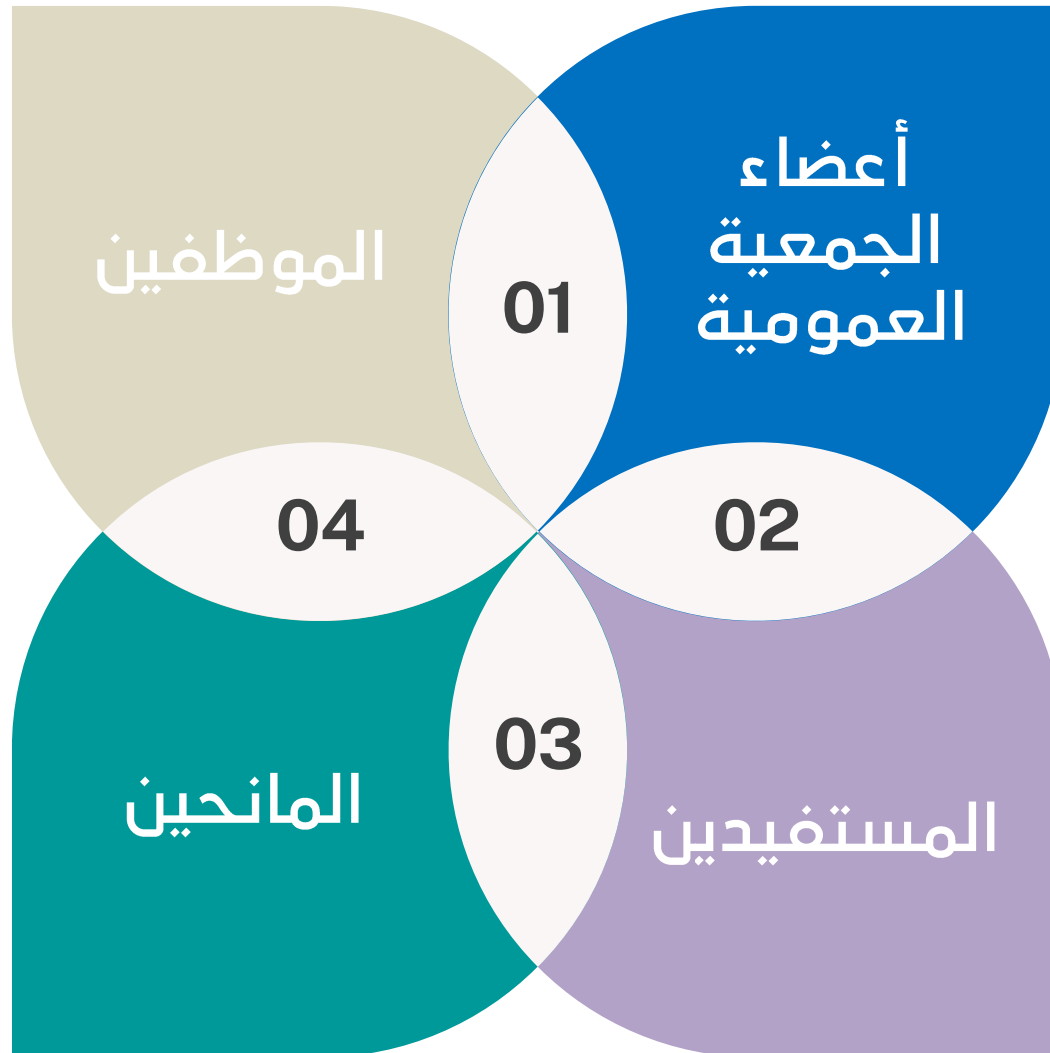 أعضاء
الجمعية
العمومية
الموظفين
01
02
04
03
المستفيدين
المانحين